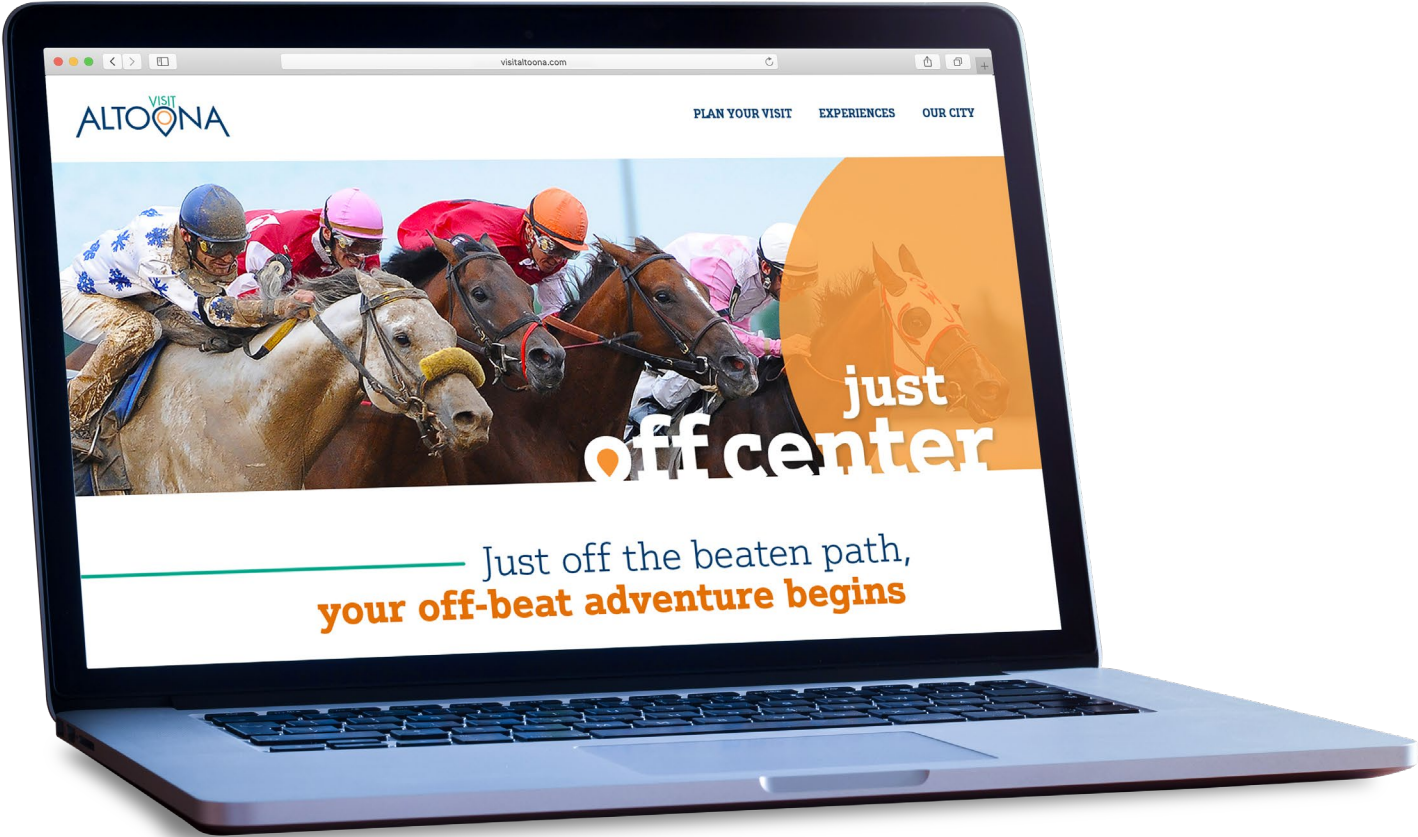 visitaltoona.com
VISIT
ALTOONA
PLAN YOUR VISIT EXPERIENCES OUR CITY
just
off center
Just off the beaten path,
your off-beat adventure begins